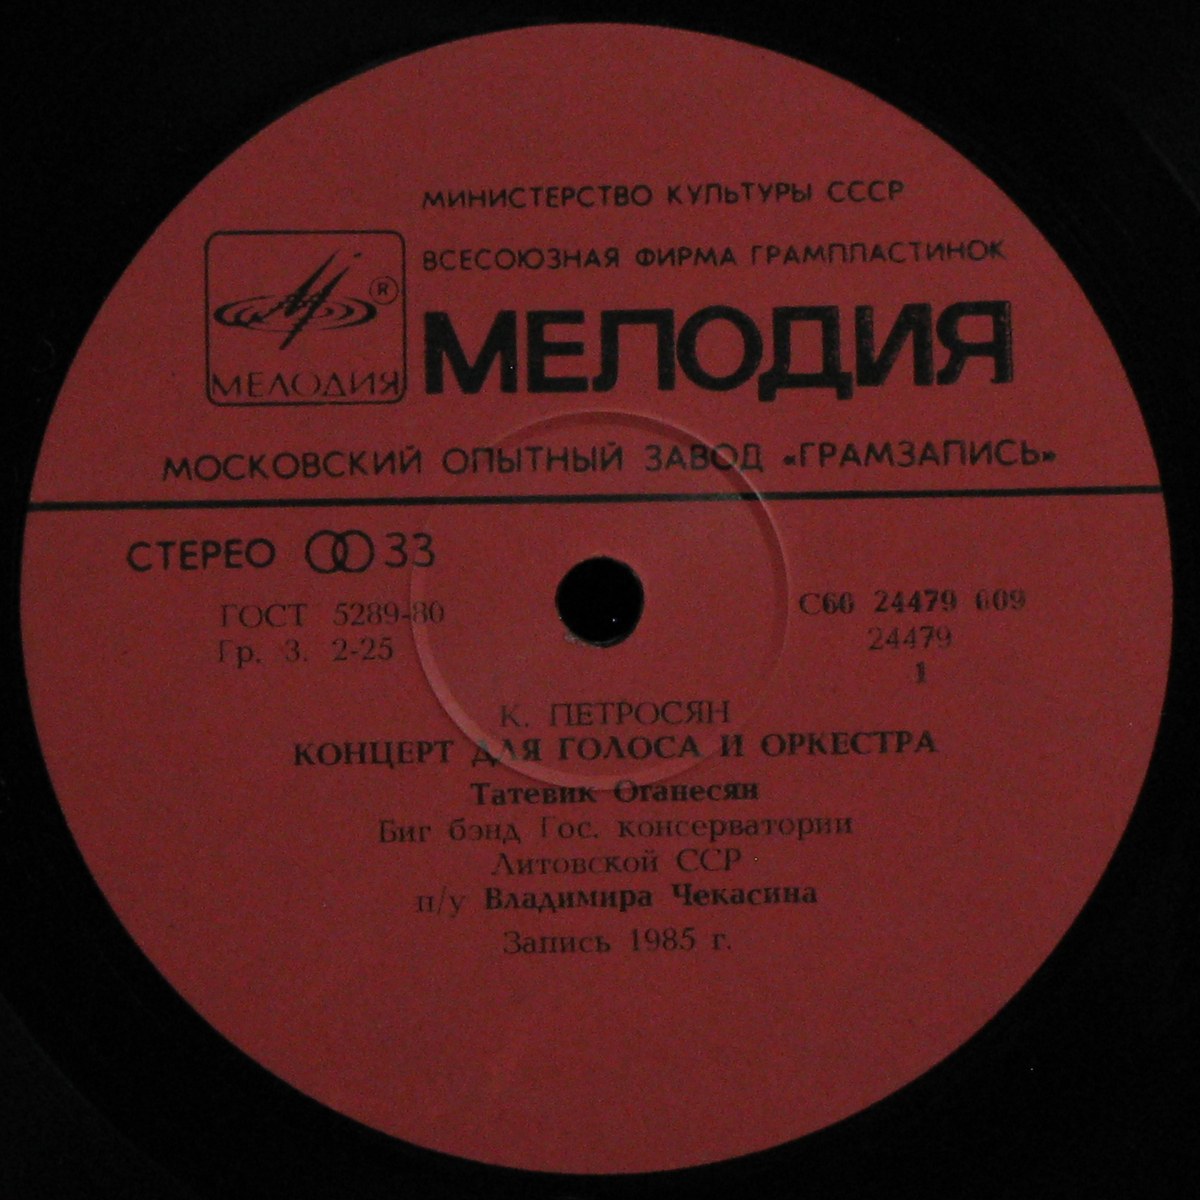 МИНИСТЕРСТВО КУЛЬТУРЫ СССР
ВСЕСОЮЗНАЯ ФИРМА ГРАМПЛАСТИНОК
®
МЕЛОДИЯ
МЕЛОДИЯ
МОСКОВСКИЙ ОПЫТНЫЙ ЗАВОД «ГРАМЗАПИСЬ»
СТЕРЕО 33
ГОСТ 5289-80
Гр. 3. 2-25
С60 24479 009
24479
1
К. ПЕТРОСЯН
КОНЦЕРТ ДЛЯ ГОЛОСА И ОРКЕСТРА
Татевик Оганесян
Биг бэнд Гос. консерватории
Литовской ССР
п/у Владимира Чекасина
Запись 1985 г.